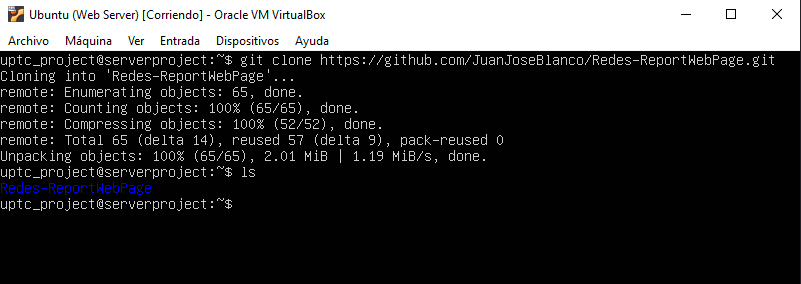 Ubuntu (Web Server) [Corriendo] - Oracle VM VirtualBox
Archivo Máquina Ver Entrada Dispositivos Ayuda
uptc_project@serverproject:~$ git clone https://github.com/JuanJoseBlanco/Redes-ReportWebPage.git
Cloning into 'Redes-ReportWebPage'...
remote: Enumerating objects: 65, done.
remote: Counting objects: 100% (65/65), done.
remote: Compressing objects: 100% (52/52), done.
remote: Total 65 (delta 14), reused 57 (delta 9), pack-reused 0
Unpacking objects: 100% (65/65), 2.01 MiB | 1.19 MiB/s, done.
uptc_project@serverproject:~$ ls
Redes-ReportWebPage
uptc_project@serverproject:~$